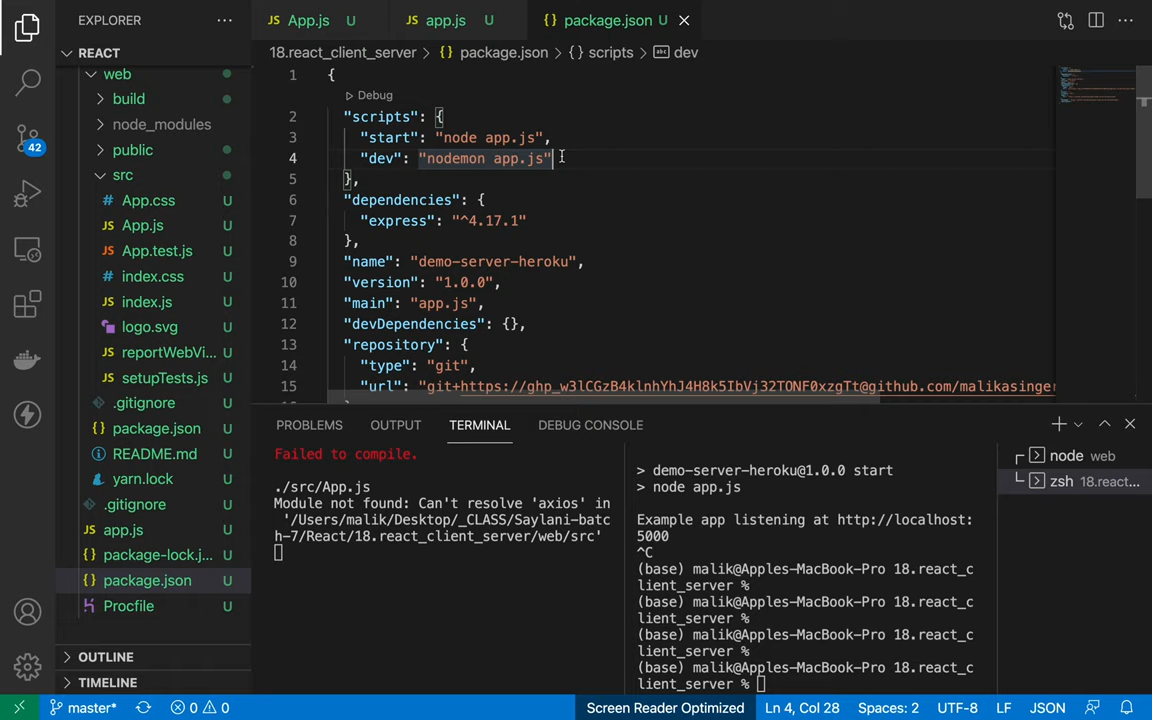 EXPLORER
REACT
web
build
node_modules
public
src
App.css U
App.js U
App.test.js U
index.css U
index.js U
logo.svg U
reportWebVi... U
setupTests.js U
.gitignore U
package.json U
README.md U
yarn.lock U
.gitignore U
app.js U
package-lock.j... U
package.json U
Procfile U
OUTLINE
TIMELINE
42
App.js U
app.js U
package.json U
18.react_client_server > package.json > scripts > dev
1 {
Debug
2 "scripts": {
3 "start": "node app.js",
4 "dev": "nodemon app.js"
5 },
6 "dependencies": {
7 "express": "^4.17.1"
8 },
9 "name": "demo-server-heroku",
10 "version": "1.0.0",
11 "main": "app.js",
12 "devDependencies": {},
13 "repository": {
14 "type": "git",
15 "url": "git+https://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@github.com/malikasinger
PROBLEMS OUTPUT TERMINAL DEBUG CONSOLE
Failed to compile.
./src/App.js
Module not found: Can't resolve 'axios' in
'/Users/malik/Desktop/_CLASS/Saylani-batc
h-7/React/18.react_client_server/web/src'
> demo-server-heroku@1.0.0 start
> node app.js
Example app listening at http://localhost:
5000
^C
(base) malik@Apples-MacBook-Pro 18.react_c
lient_server %
(base) malik@Apples-MacBook-Pro 18.react_c
lient_server %
(base) malik@Apples-MacBook-Pro 18.react_c
lient_server %
(base) malik@Apples-MacBook-Pro 18.react_c
lient_server %
node web
zsh 18.react...
master* 0 0 Screen Reader Optimized Ln 4, Col 28 Spaces: 2 UTF-8 LF JSON